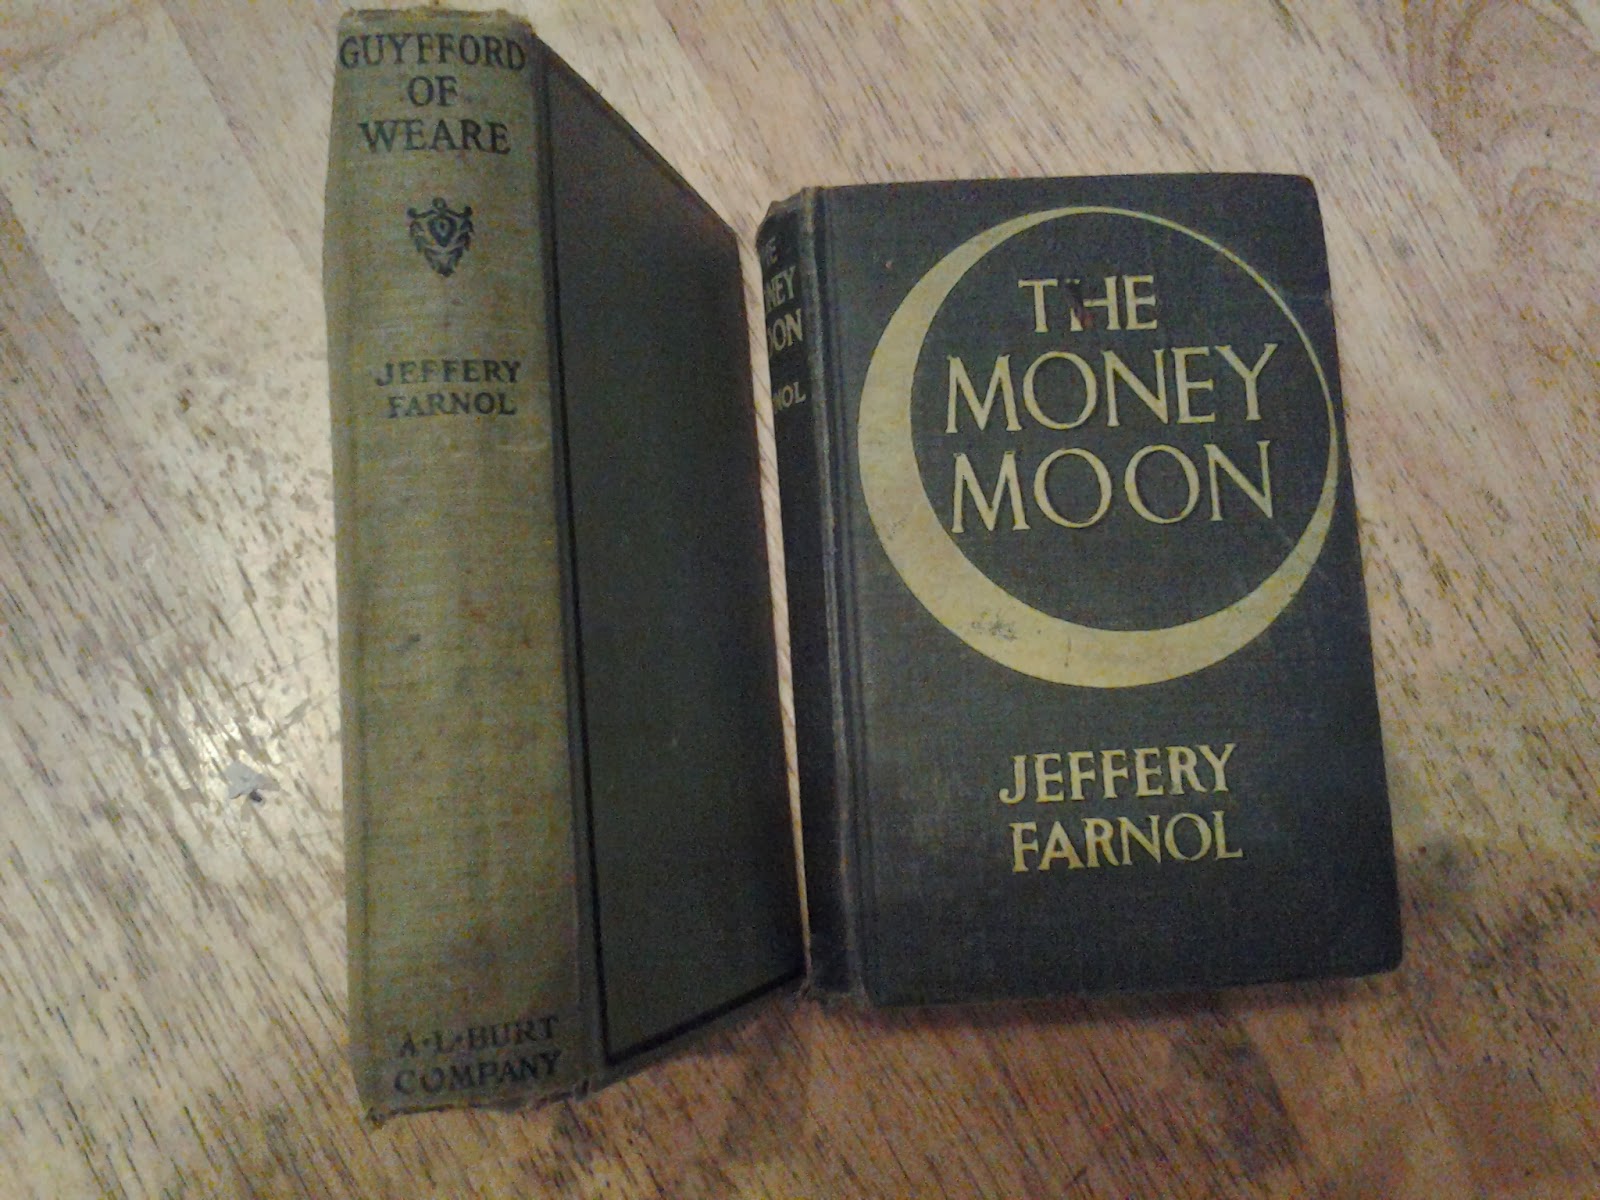 GUYFFORD
OF
WEARE
JEFFERY
FARNOL
A·L·BURT
COMPANY
THE
MONEY
MOON
JEFFERY
FARNOL